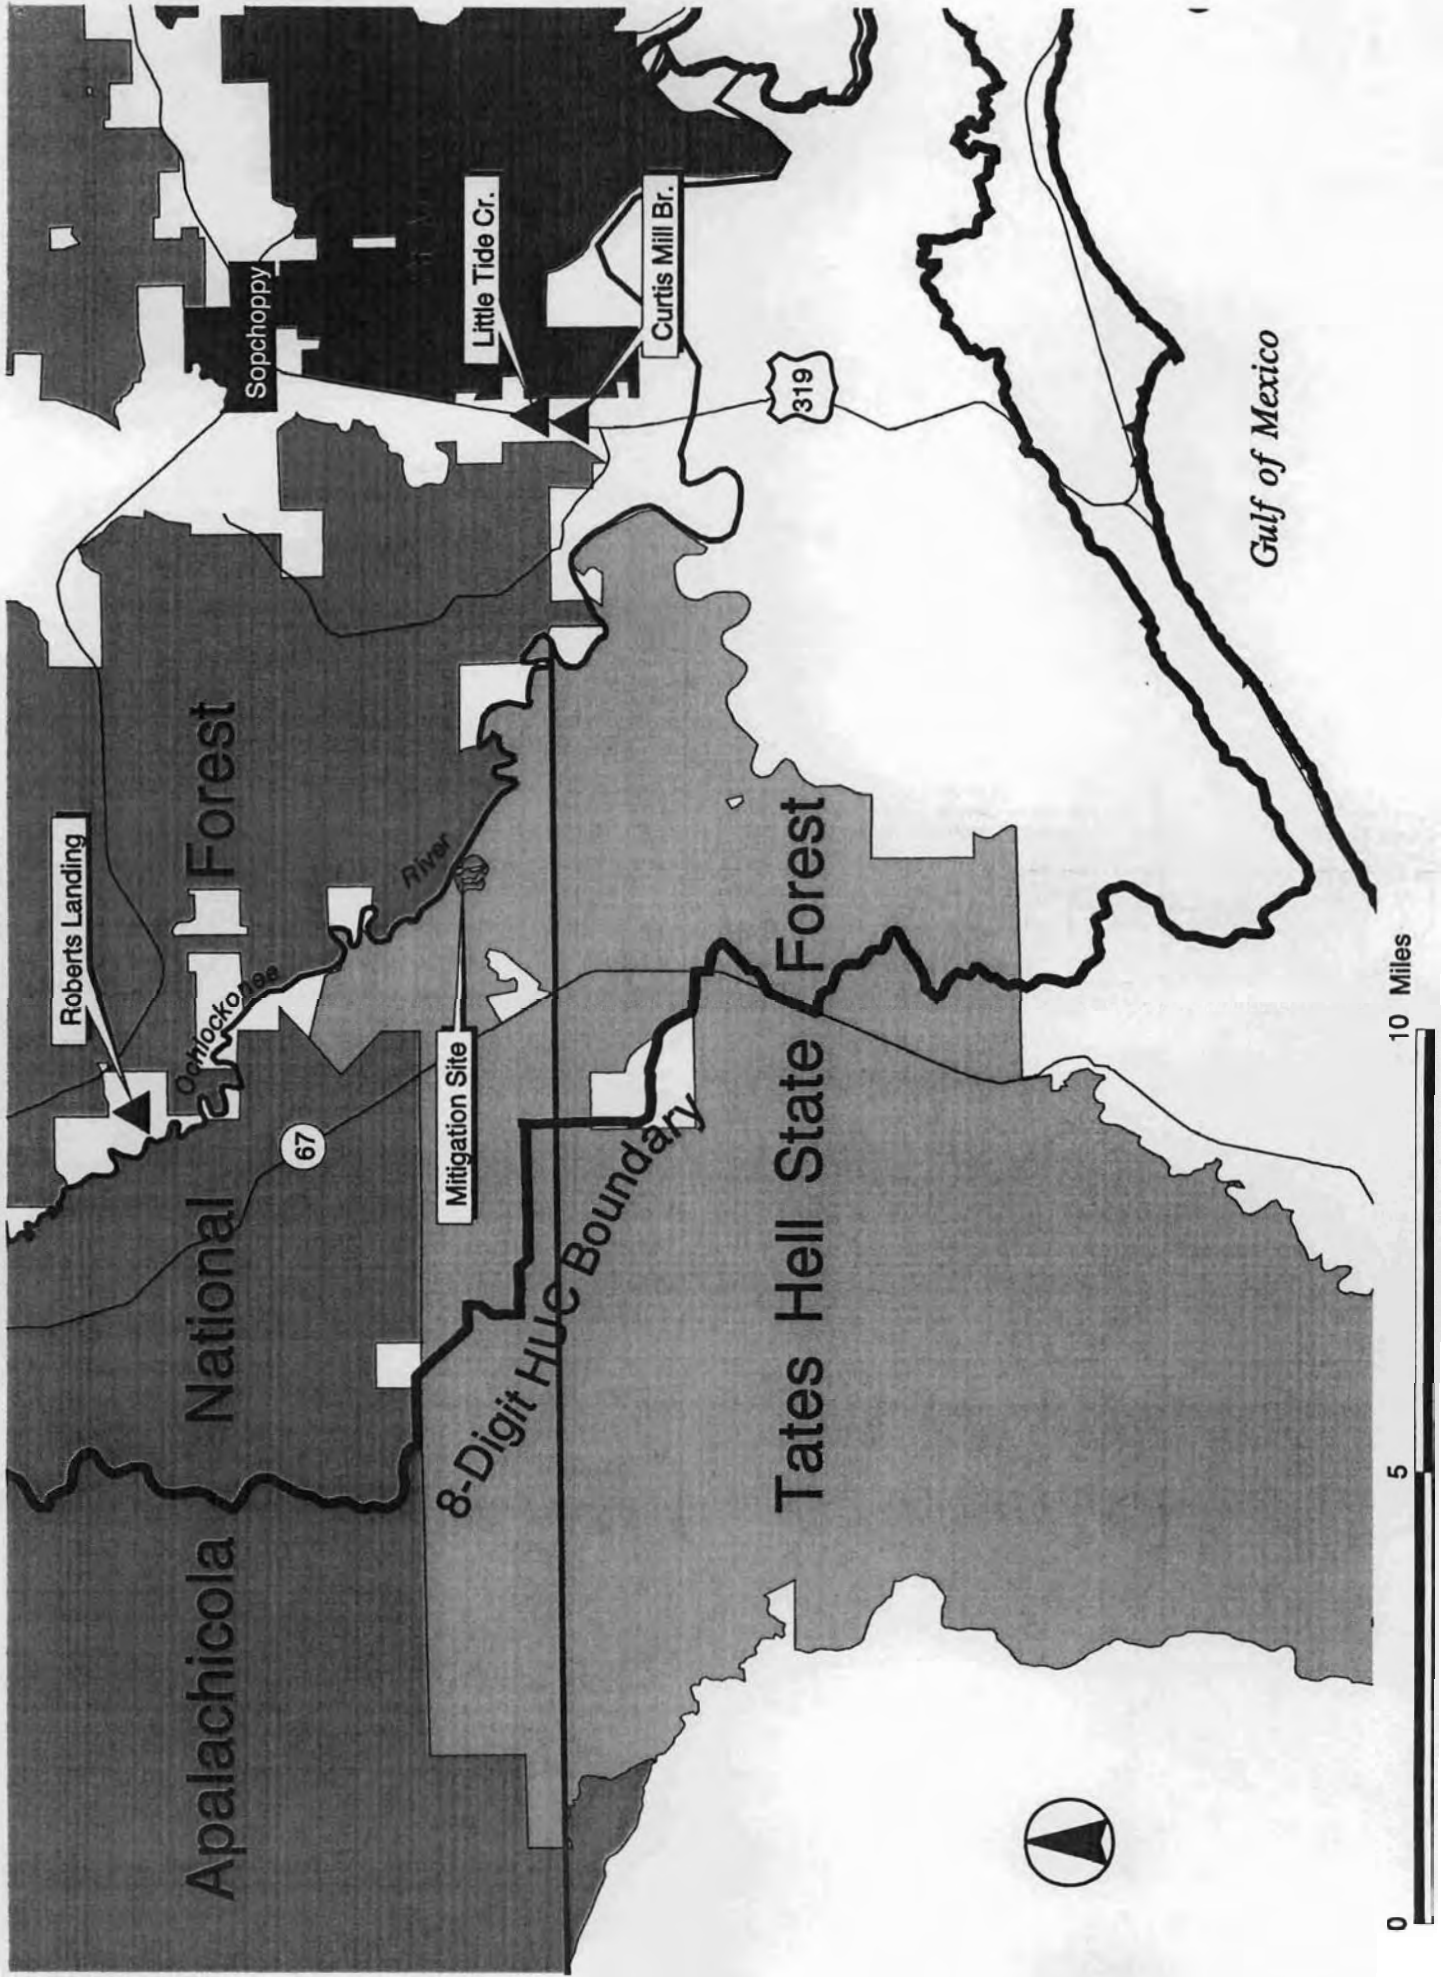 Roberts Landing
Sopchoppy
Apalachicola National Forest
Ochlockonee
River
67
Little Tide Cr.
Mitigation Site
Curtis Mill Br.
8-Digit HUC Boundary
Tates Hell State Forest
319
Gulf of Mexico
0 5 10 Miles